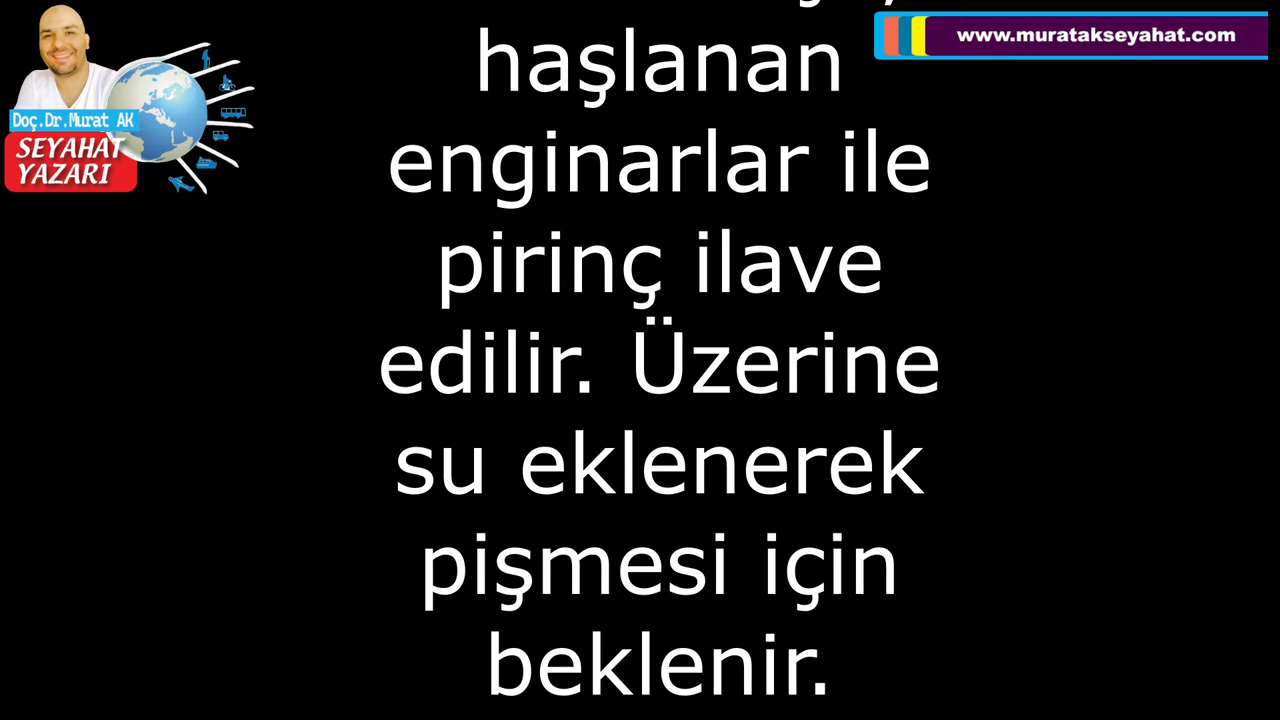 www.muratakseyahat.com
Doç.Dr.Murat AK
SEYAHAT
YAZARI
haşlanan
enginarlar ile
pirinç ilave
edilir. Üzerine
su eklenerek
pişmesi için
beklenir.